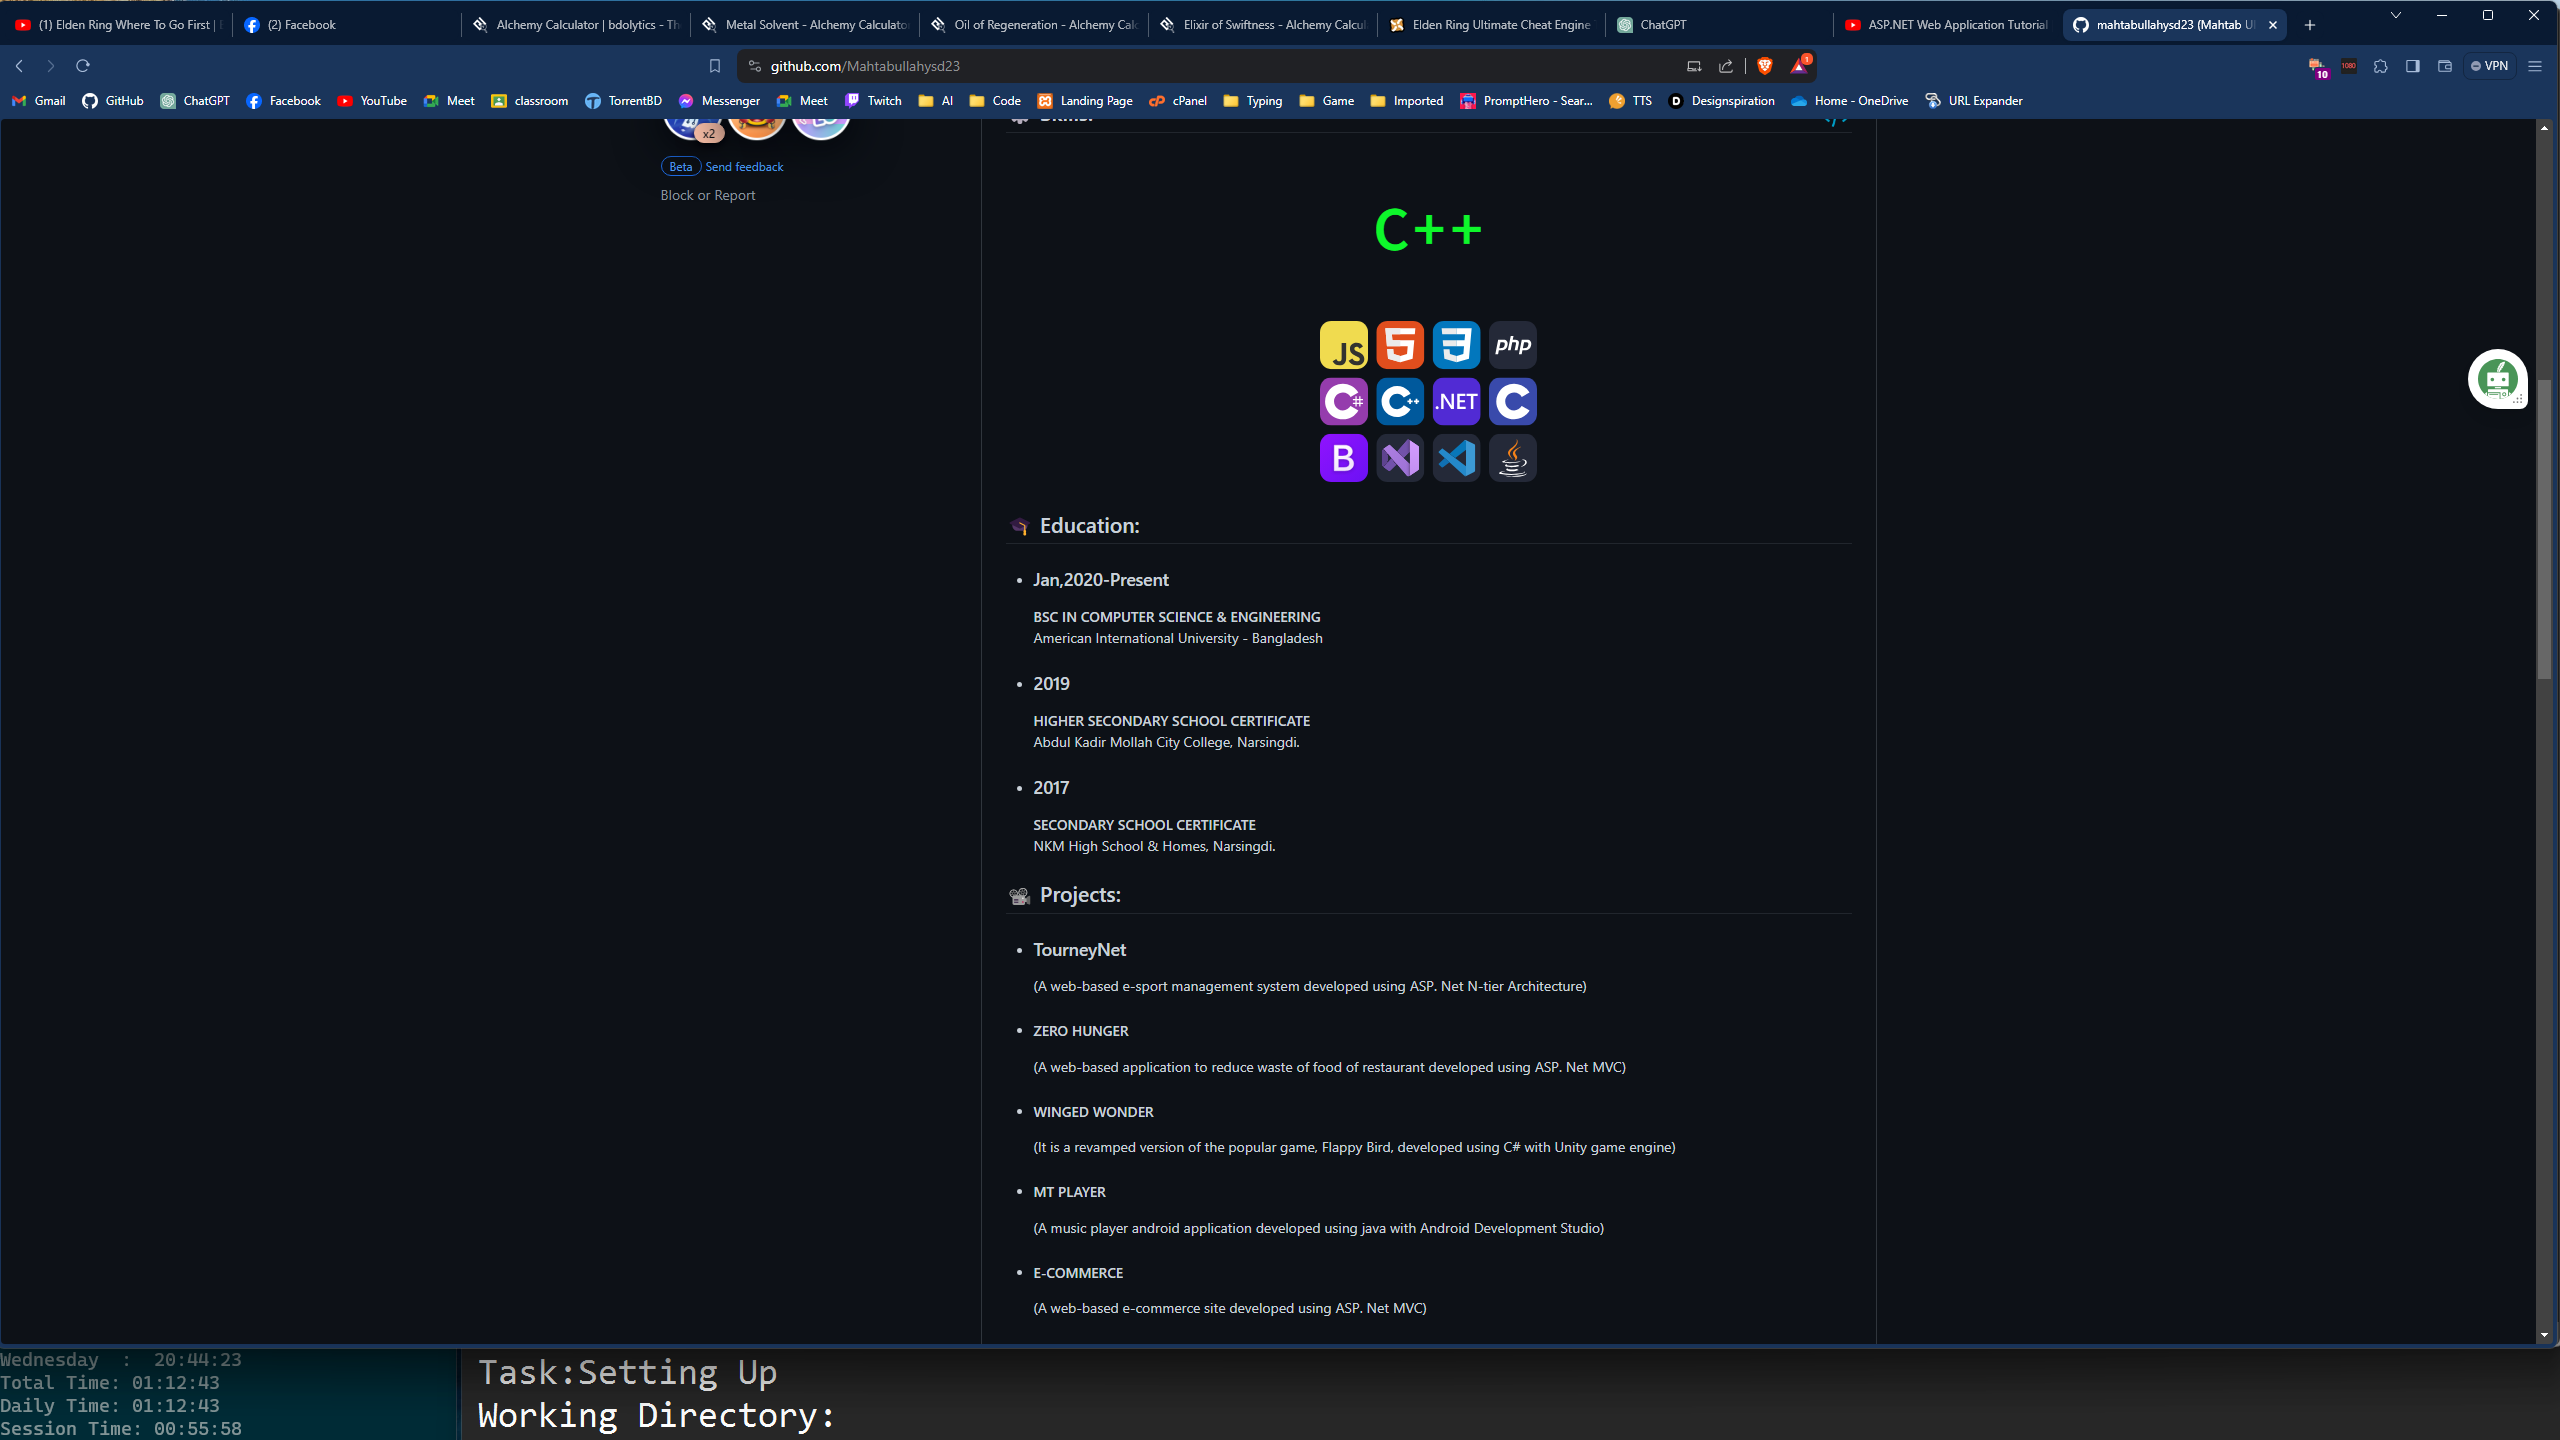 (1) Elden Ring Where To Go First |
(2) Facebook
Alchemy Calculator | bdolytics - Th
Metal Solvent - Alchemy Calculator
Oil of Regeneration - Alchemy Calc
Elixir of Swiftness - Alchemy Calcul
Elden Ring Ultimate Cheat Engine
ChatGPT
ASP.NET Web Application Tutorial
mahtabullahysd23 (Mahtab Ul
github.com/Mahtabullahysd23
1
10
1080
VPN
Gmail
GitHub
ChatGPT
Facebook
YouTube
Meet
classroom
TorrentBD
Messenger
Meet
Twitch
AI
Code
Landing Page
cPanel
Typing
Game
Imported
PromptHero - Sear...
TTS
Designspiration
Home - OneDrive
URL Expander
x2
Beta Send feedback
Block or Report
Skills:
C++
JS
php
C#
C++
.NET
C
B
Education:
Jan,2020-Present
BSC IN COMPUTER SCIENCE & ENGINEERING
American International University - Bangladesh
2019
HIGHER SECONDARY SCHOOL CERTIFICATE
Abdul Kadir Mollah City College, Narsingdi.
2017
SECONDARY SCHOOL CERTIFICATE
NKM High School & Homes, Narsingdi.
Projects:
TourneyNet
(A web-based e-sport management system developed using ASP. Net N-tier Architecture)
ZERO HUNGER
(A web-based application to reduce waste of food of restaurant developed using ASP. Net MVC)
WINGED WONDER
(It is a revamped version of the popular game, Flappy Bird, developed using C# with Unity game engine)
MT PLAYER
(A music player android application developed using java with Android Development Studio)
E-COMMERCE
(A web-based e-commerce site developed using ASP. Net MVC)
Wednesday : 20:44:23
Total Time: 01:12:43
Daily Time: 01:12:43
Session Time: 00:55:58
Task:Setting Up
Working Directory: